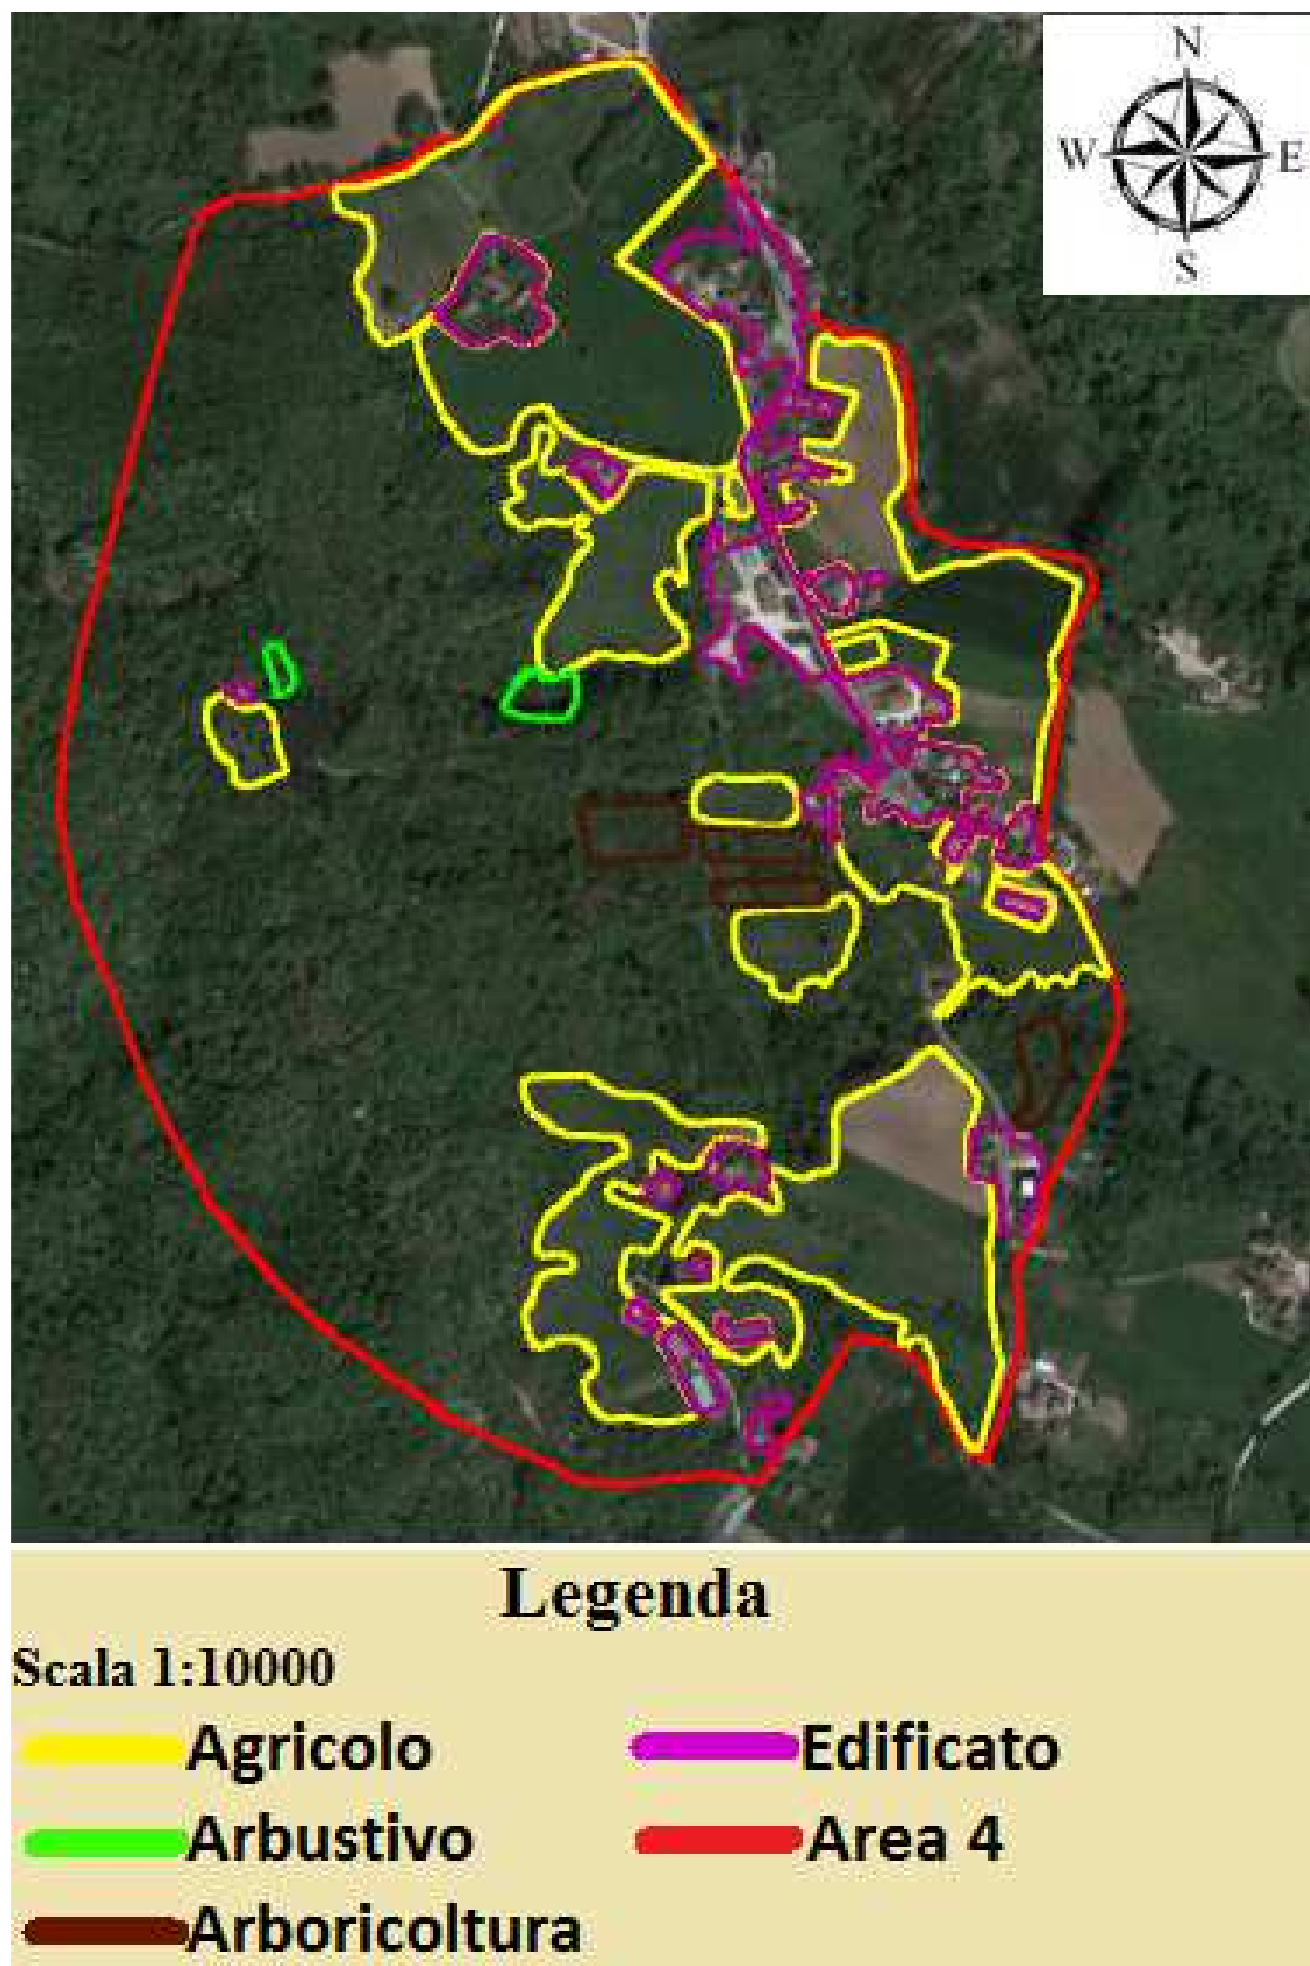 N
W E
S
Legenda
Scala 1:10000
Agricolo Edificato
Arbustivo Area 4
Arboricoltura